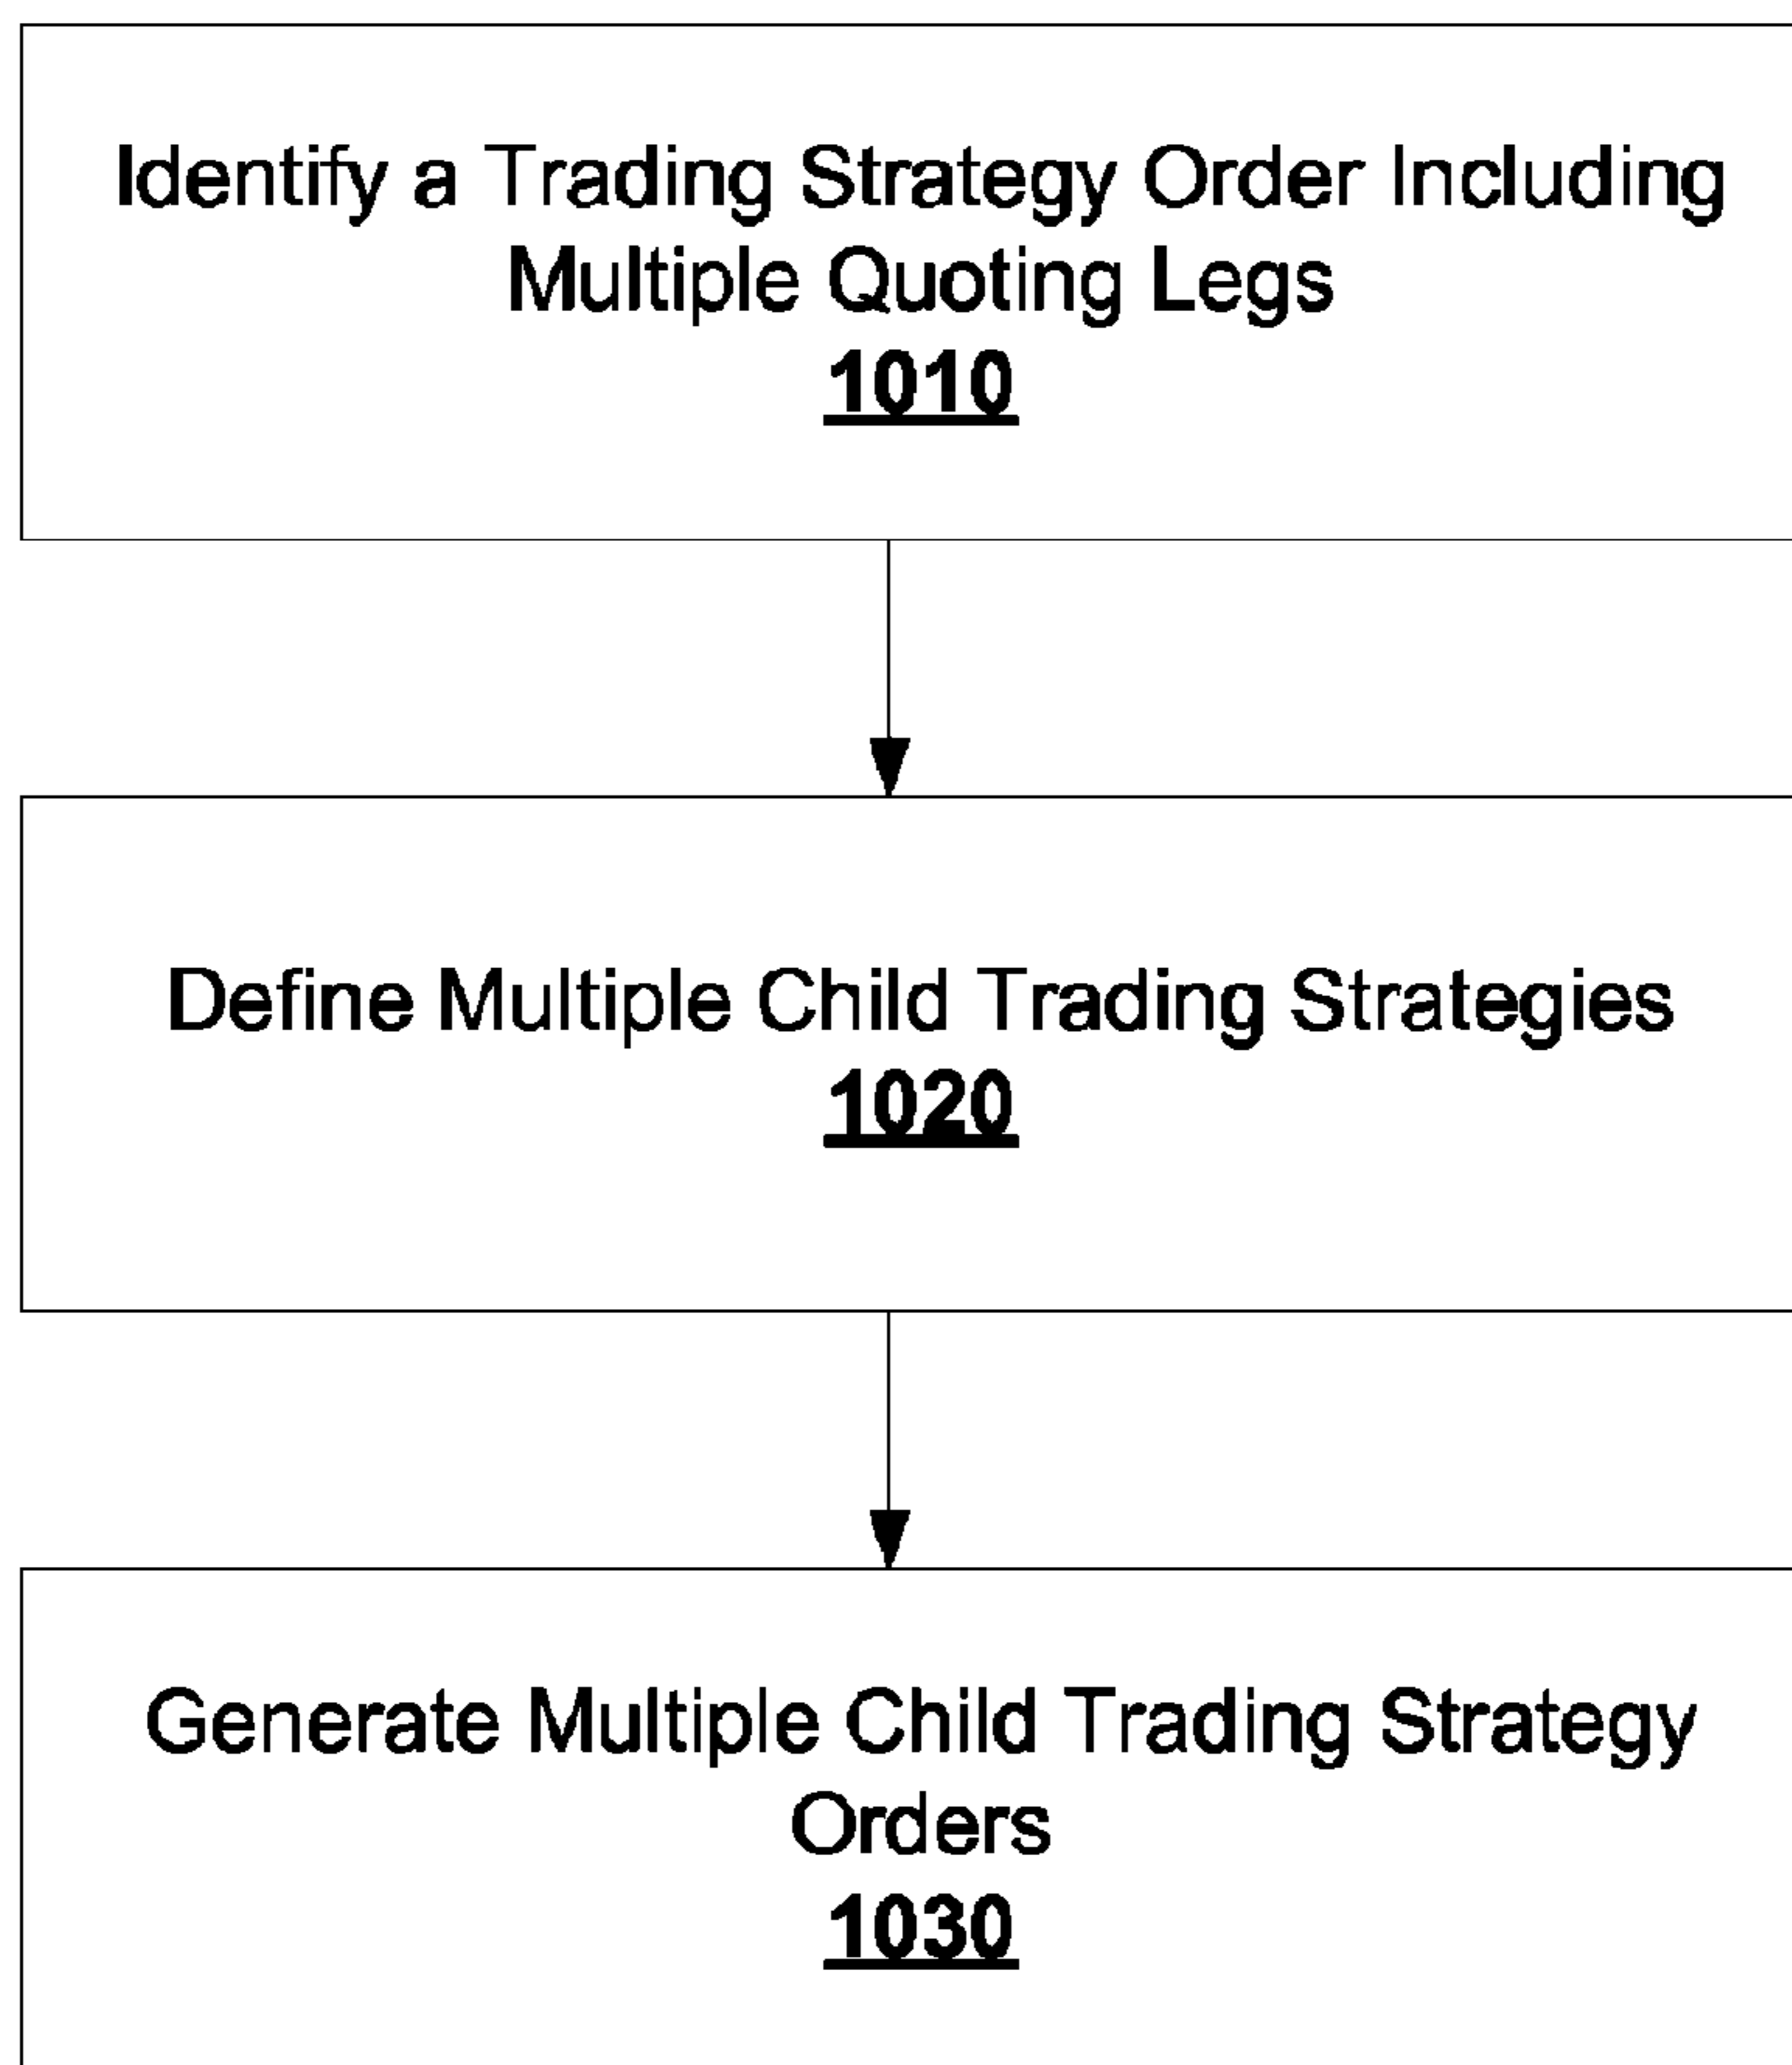 Identify a Trading Strategy Order Including
Multiple Quoting Legs
1010
Define Multiple Child Trading Strategies
1020
Generate Multiple Child Trading Strategy
Orders
1030